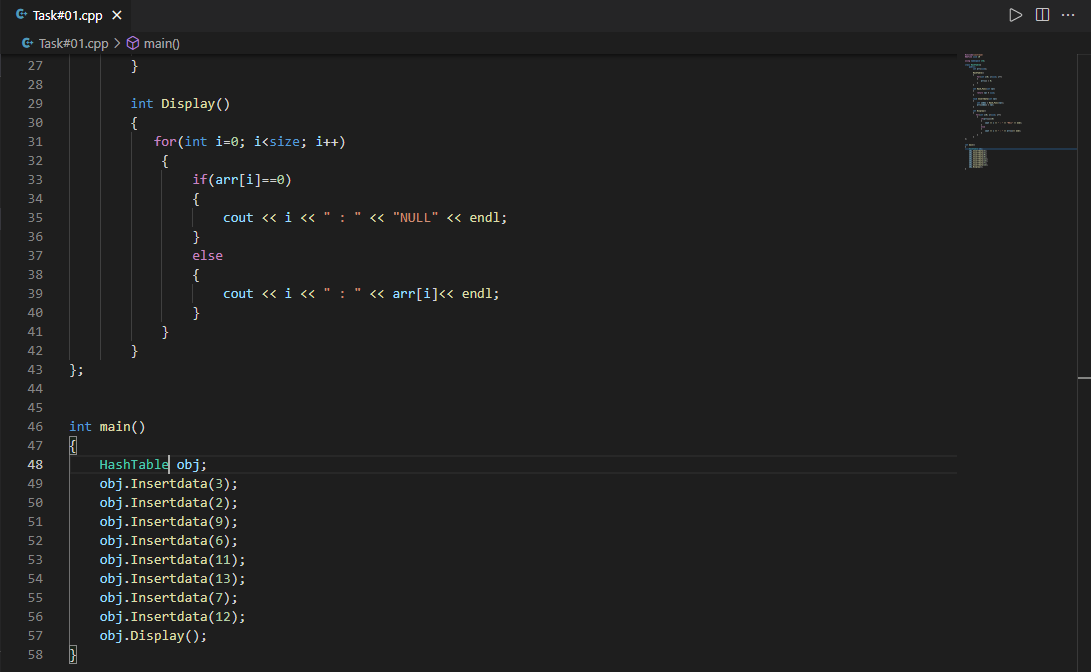 Task#01.cpp
Task#01.cpp > main()
27 }
28
29 int Display()
30 {
31 for(int i=0; i<size; i++)
32 {
33 if(arr[i]==0)
34 {
35 cout << i << " : " << "NULL" << endl;
36 }
37 else
38 {
39 cout << i << " : " << arr[i]<< endl;
40 }
41 }
42 }
43 };
44
45
46 int main()
47 {
48 HashTable obj;
49 obj.Insertdata(3);
50 obj.Insertdata(2);
51 obj.Insertdata(9);
52 obj.Insertdata(6);
53 obj.Insertdata(11);
54 obj.Insertdata(13);
55 obj.Insertdata(7);
56 obj.Insertdata(12);
57 obj.Display();
58 }